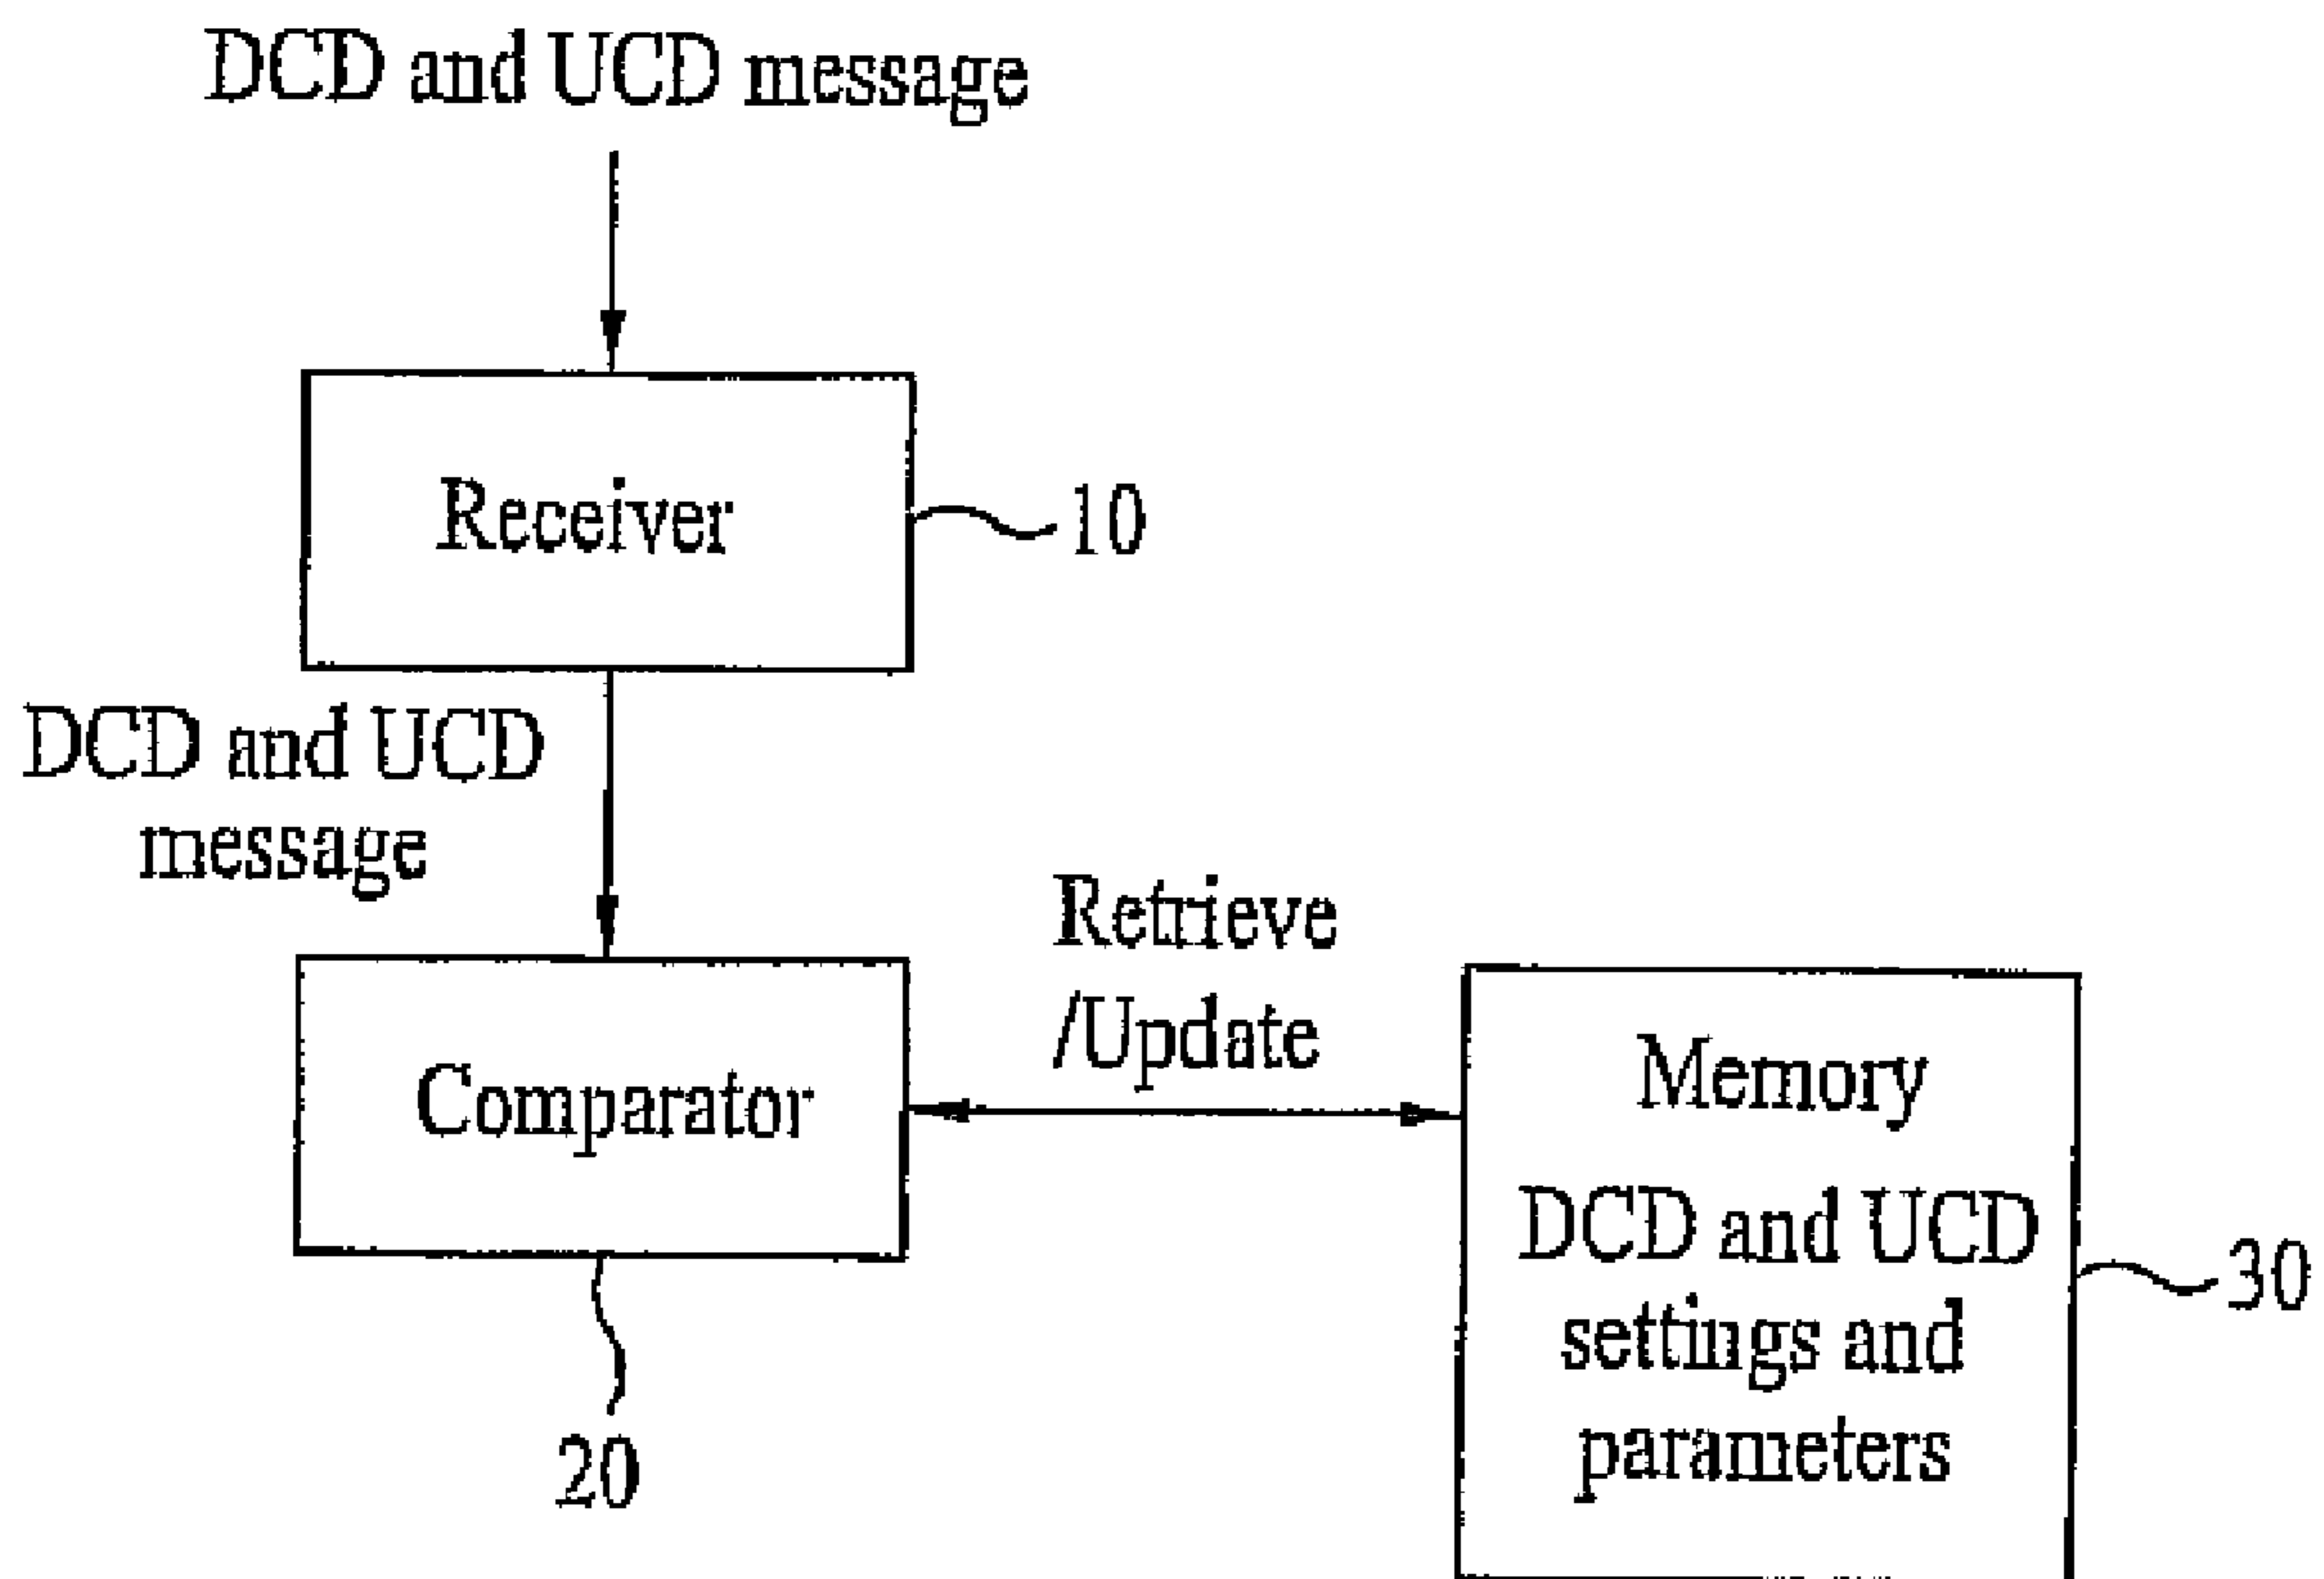 DCD and UCD message
Receiver
10
DCD and UCD
message
Retrieve
/Update
Comparator
20
Memory
DCD and UCD
settings and
parameters
30